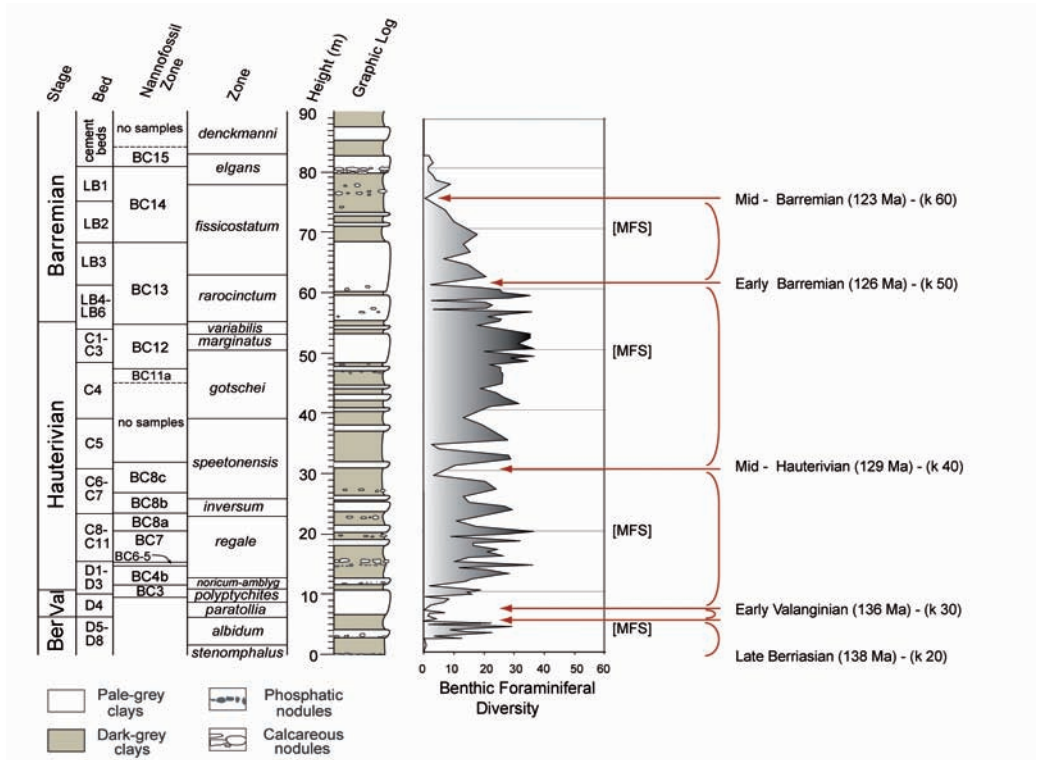 Stage
Bed
Nannofossil
Zone
Zone
Height (m)
Graphic Log
Barremian
Hauterivian
Val
Ber
cement
beds
LB1
LB2
LB3
LB4-
LB6
C1-
C3
C4
C5
C6-
C7
C8-
C11
D1-
D3
D4
D5-
D8
no samples
BC15
BC14
BC13
BC12
BC11a
no samples
BC8c
BC8b
BC8a
BC7
BC6-5
BC4b
BC3
denckmanni
elgans
fissicostatum
rarocinctum
variabilis
marginatus
gotschei
speetonensis
inversum
regale
noricum-amblyg
polyptychites
paratollia
albidum
stenomphalus
90
80
70
60
50
40
30
20
10
0
0 10 20 30 40 50 60
Benthic Foraminiferal
Diversity
[MFS]
[MFS]
[MFS]
[MFS]
Mid - Barremian (123 Ma) - (k 60)
Early Barremian (126 Ma) - (k 50)
Mid - Hauterivian (129 Ma) - (k 40)
Early Valanginian (136 Ma) - (k 30)
Late Berriasian (138 Ma) - (k 20)
Pale-grey
clays
Phosphatic
nodules
Dark-grey
clays
Calcareous
nodules